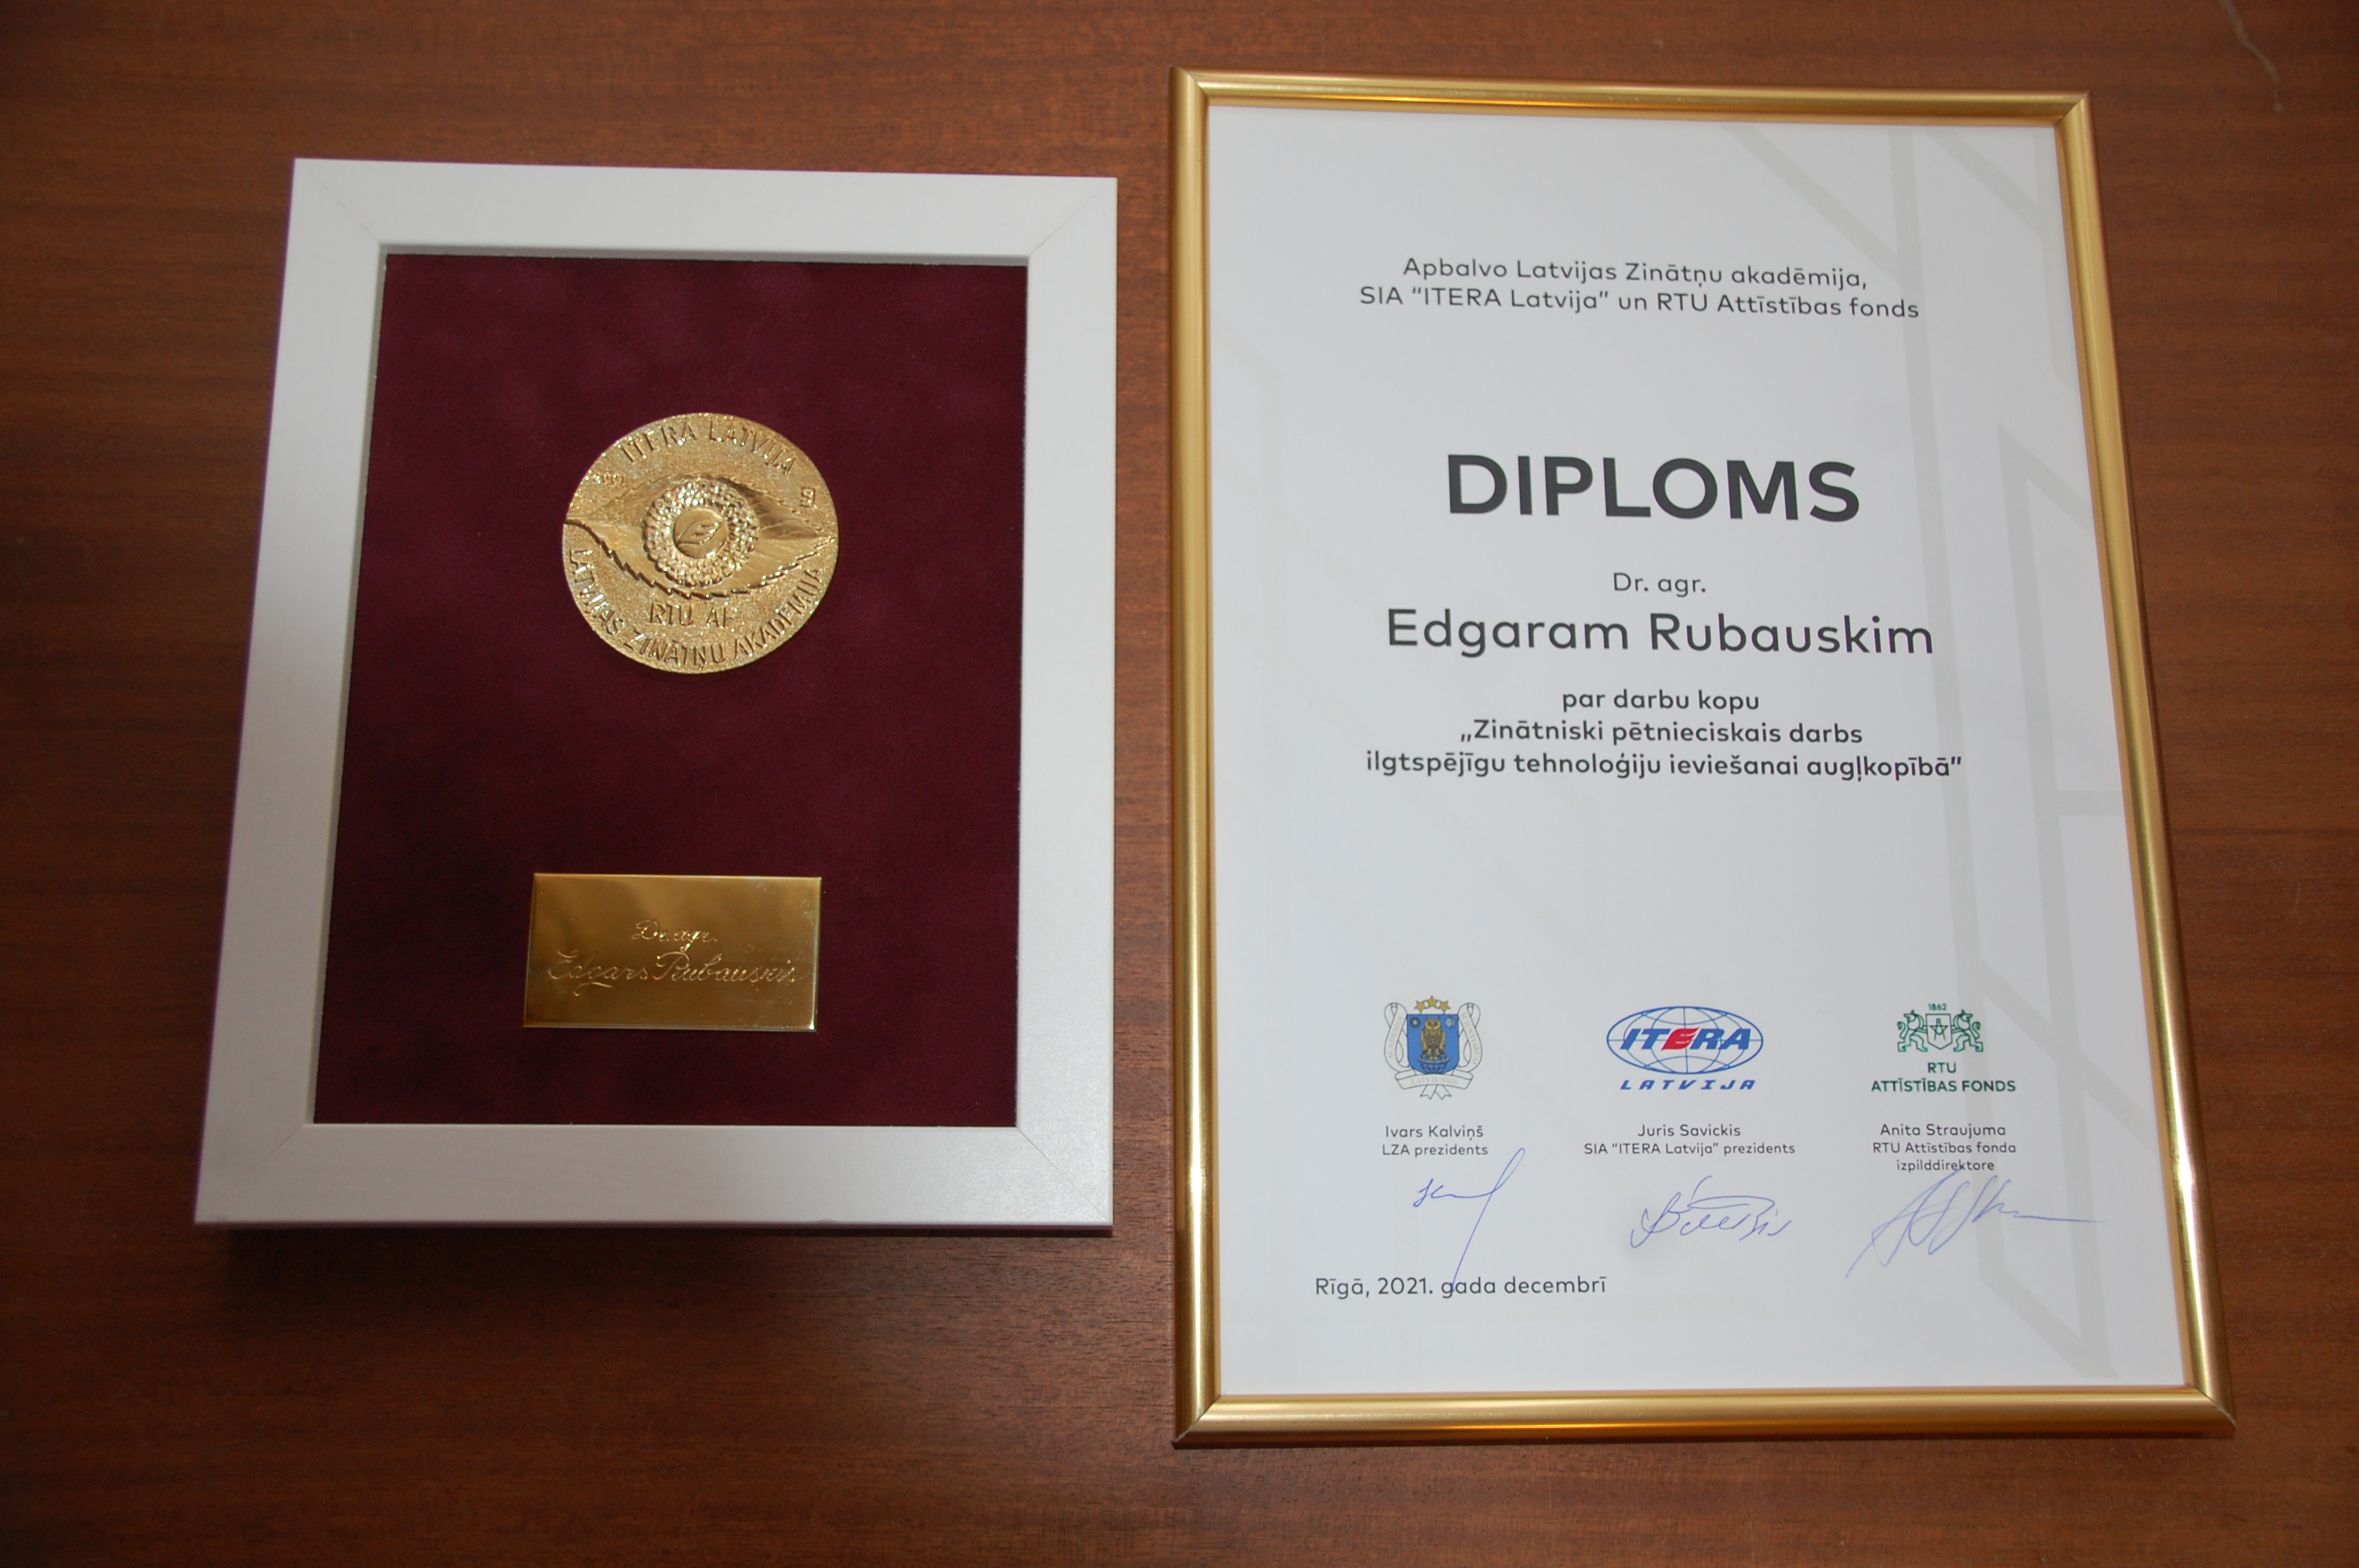 ITERA LATVIJA
RTU AF
LATVIJAS ZINĀTŅU AKADĒMIJA
Dr.agr.
Edgars Rubauskis
Apbalvo Latvijas Zinātņu akadēmija,
SIA "ITERA Latvija" un RTU Attīstības fonds
DIPLOMS
Dr. agr.
Edgaram Rubauskim
par darbu kopu
„Zinātniski pētnieciskais darbs
ilgtspējīgu tehnoloģiju ieviešanai augļkopībā"
ITERA
LATVIJA
1862
RTU
ATTĪSTĪBAS FONDS
Ivars Kalviņš
LZA prezidents
Juris Savickis
SIA "ITERA Latvija" prezidents
Anita Straujuma
RTU Attīstības fonda
izpilddirektore
Rīgā, 2021. gada decembrī